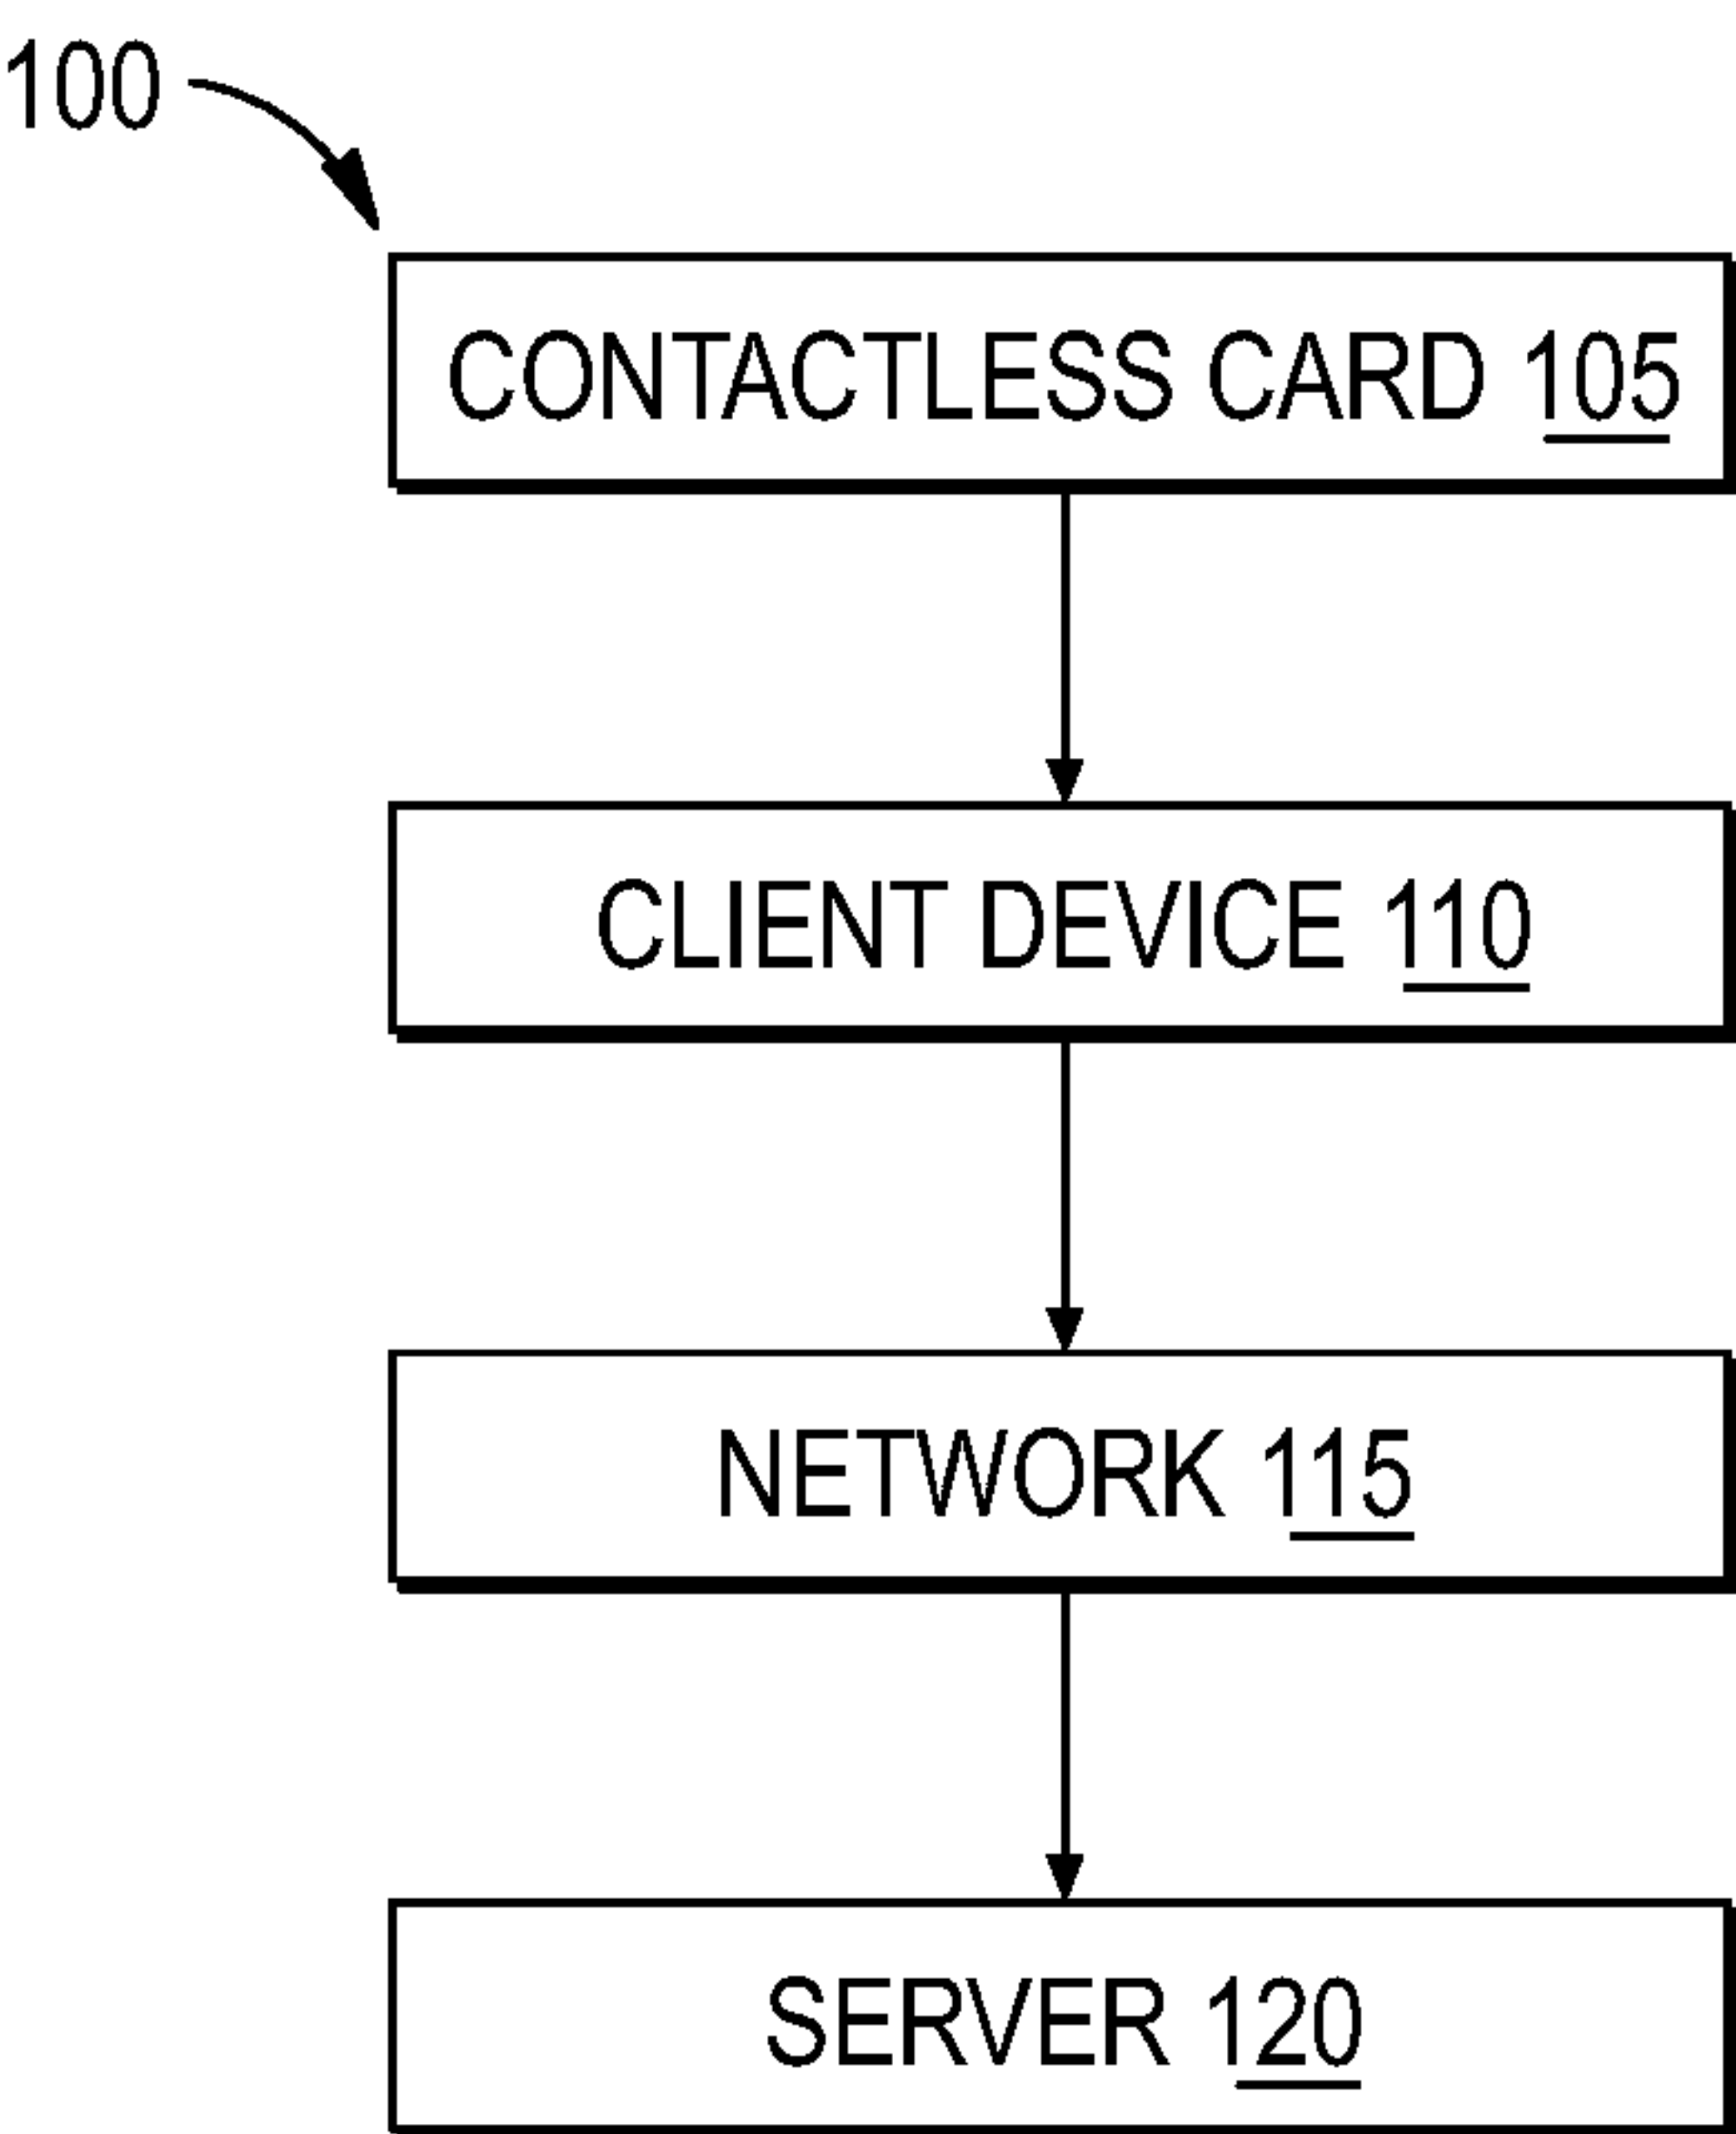 100
CONTACTLESS CARD 105
CLIENT DEVICE 110
NETWORK 115
SERVER 120